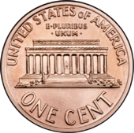 UNITED STATES OF AMERICA
E·PLURIBUS
·UNUM·
ONE CENT